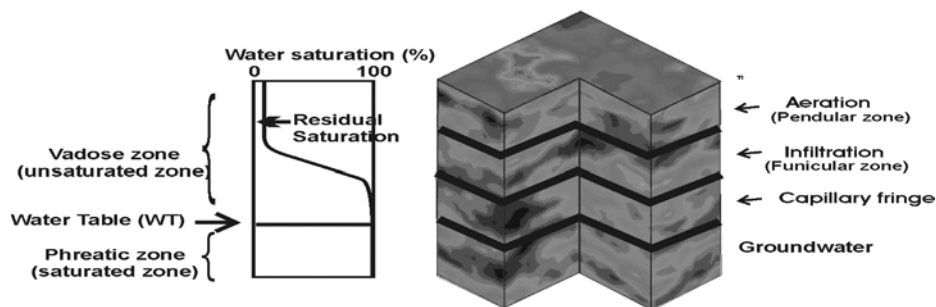 Water saturation (%)
0 100
Residual
Saturation
Vadose zone
(unsaturated zone)
Water Table (WT)
Phreatic zone
(saturated zone)
Aeration
(Pendular zone)
Infiltration
(Funicular zone)
Capillary fringe
Groundwater